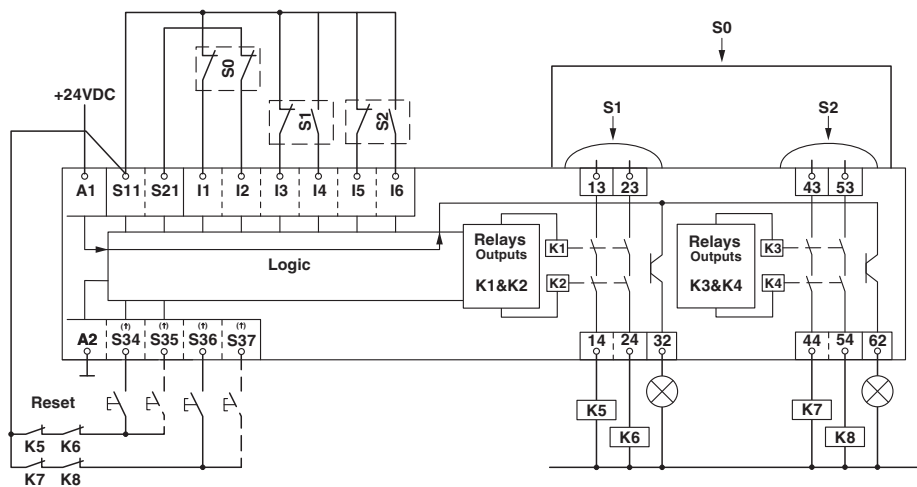 S0
+24VDC
S0
S1
S2
S1
S2
A1 S11 S21 I1 I2 I3 I4 I5 I6
13 23
43 53
Logic
Relays
Outputs
K1&K2
K1
K2
Relays
Outputs
K3&K4
K3
K4
(†) (†) (†) (†)
A2 S34 S35 S36 S37
14 24 32
44 54 62
Reset
K5 K6
K7 K8
K5
K6
K7
K8